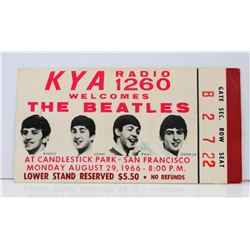 KYA RADIO 1260
WELCOMES
THE BEATLES
RINGO JOHN PAUL GEORGE
AT CANDLESTICK PARK - SAN FRANCISCO
MONDAY AUGUST 29, 1966 - 8:00 P.M.
LOWER STAND RESERVED $5.50 • NO REFUNDS
GATE SEC. ROW SEAT
B 2 7 22